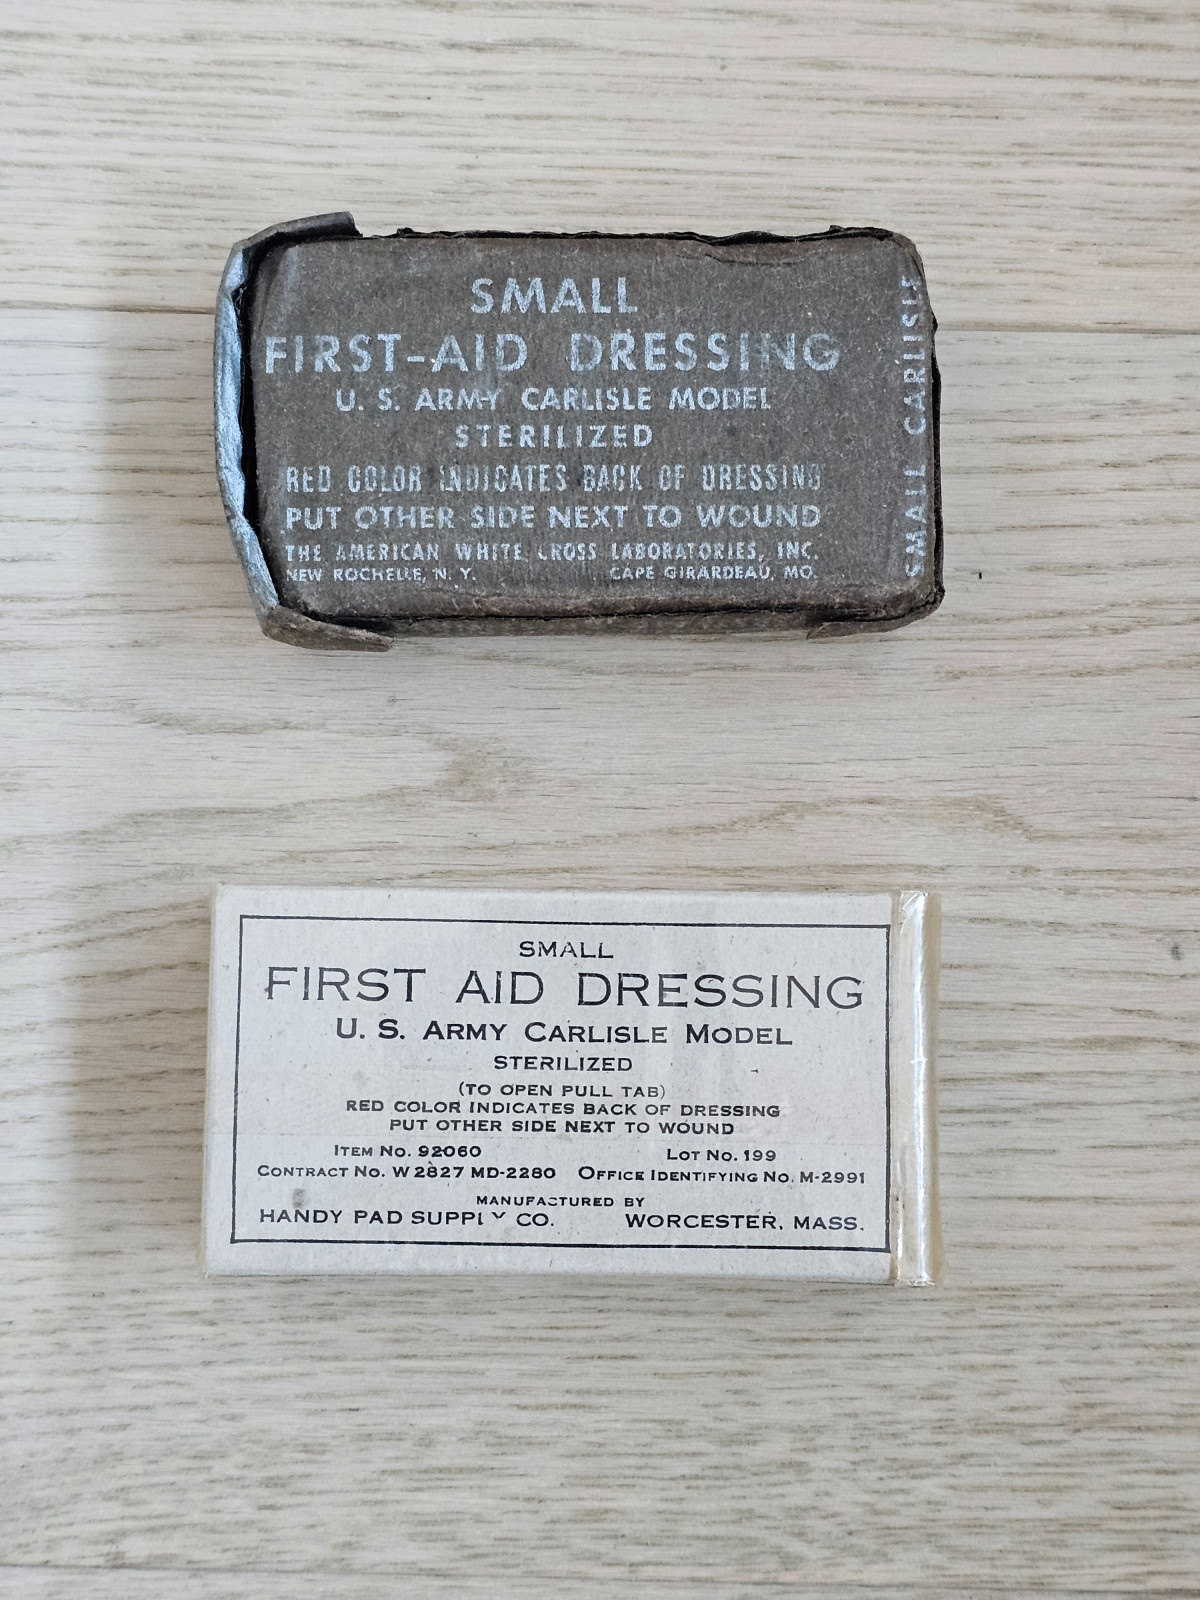 SMALL
FIRST-AID DRESSING
U. S. ARMY CARLISLE MODEL
STERILIZED
RED COLOR INDICATES BACK OF DRESSING
PUT OTHER SIDE NEXT TO WOUND
THE AMERICAN WHITE CROSS LABORATORIES, INC.
NEW ROCHELLE, N. Y. CAPE GIRARDEAU, MO.
SMALL CARLISLE
SMALL
FIRST AID DRESSING
U. S. ARMY CARLISLE MODEL
STERILIZED
(TO OPEN PULL TAB)
RED COLOR INDICATES BACK OF DRESSING
PUT OTHER SIDE NEXT TO WOUND
ITEM NO. 92060 LOT NO. 199
CONTRACT NO. W 2827 MD-2280 OFFICE IDENTIFYING NO. M-2991
MANUFACTURED BY
HANDY PAD SUPPLY CO. WORCESTER, MASS.